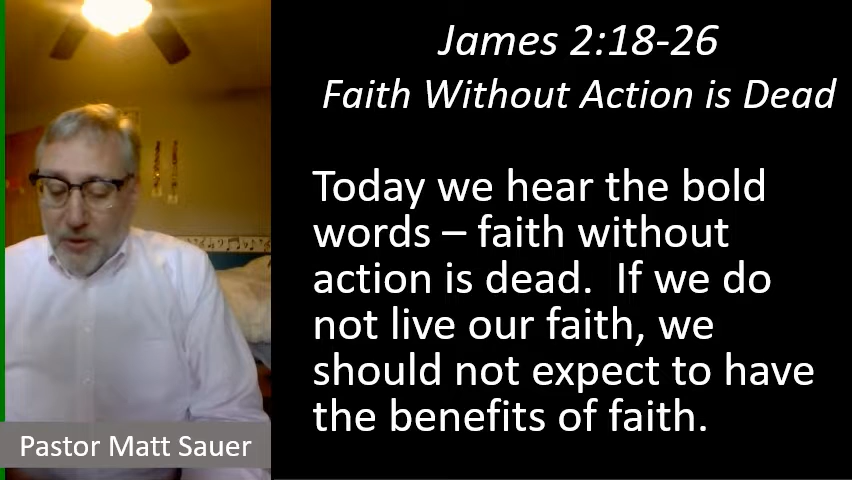 James 2:18-26
Faith Without Action is Dead
Today we hear the bold
words – faith without
action is dead.  If we do
not live our faith, we
should not expect to have
the benefits of faith.
Pastor Matt Sauer